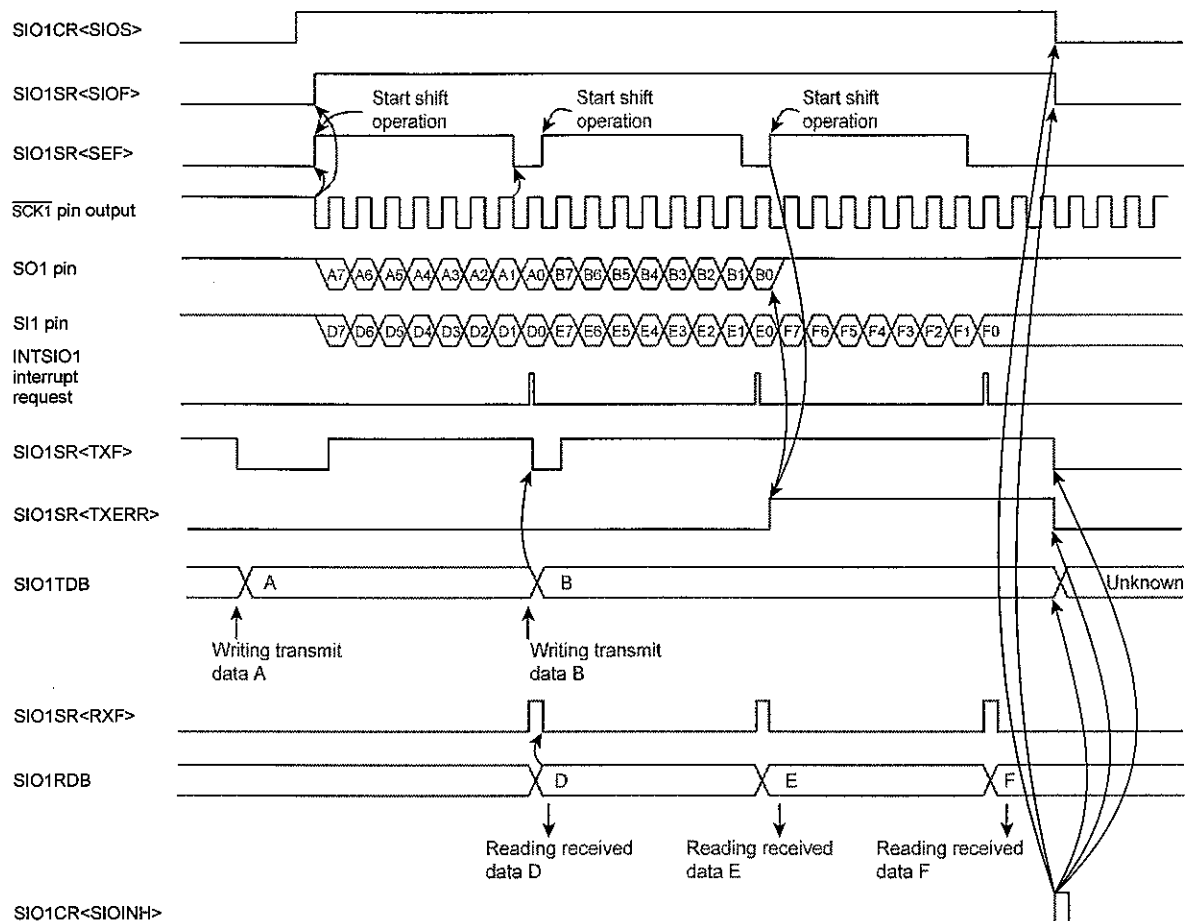 SIO1CR<SIOS>
SIO1SR<SIOF>
Start shift operation
Start shift operation
Start shift operation
SIO1SR<SEF>
SCK1 pin output
SO1 pin
A7 A6 A5 A4 A3 A2 A1 A0 B7 B6 B5 B4 B3 B2 B1 B0
SI1 pin
D7 D6 D5 D4 D3 D2 D1 D0 E7 E6 E5 E4 E3 E2 E1 E0 F7 F6 F5 F4 F3 F2 F1 F0
INTSIO1
interrupt
request
SIO1SR<TXF>
SIO1SR<TXERR>
SIO1TDB
A
B
Unknown
Writing transmit
data A
Writing transmit
data B
SIO1SR<RXF>
SIO1RDB
D
E
F
Reading received
data D
Reading received
data E
Reading received
data F
SIO1CR<SIOINH>